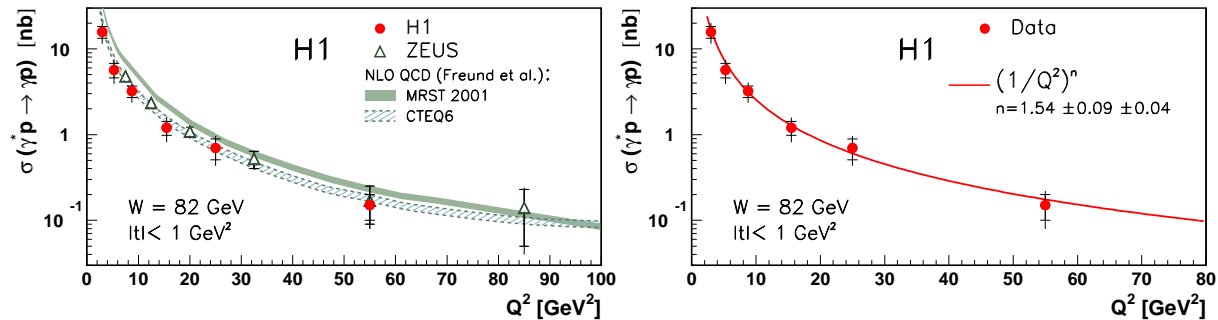 σ (γ* p → γp) [nb]
10
1
10⁻¹
H1
H1
ZEUS
NLO QCD (Freund et al.):
MRST 2001
CTEQ6
W = 82 GeV
|t|< 1 GeV²
0 10 20 30 40 50 60 70 80 90 100
Q² [GeV²]
σ (γ* p → γp) [nb]
10
1
10⁻¹
H1
Data
(1/Q²)ⁿ
n=1.54 ±0.09 ±0.04
W = 82 GeV
|t|< 1 GeV²
0 10 20 30 40 50 60 70 80
Q² [GeV²]